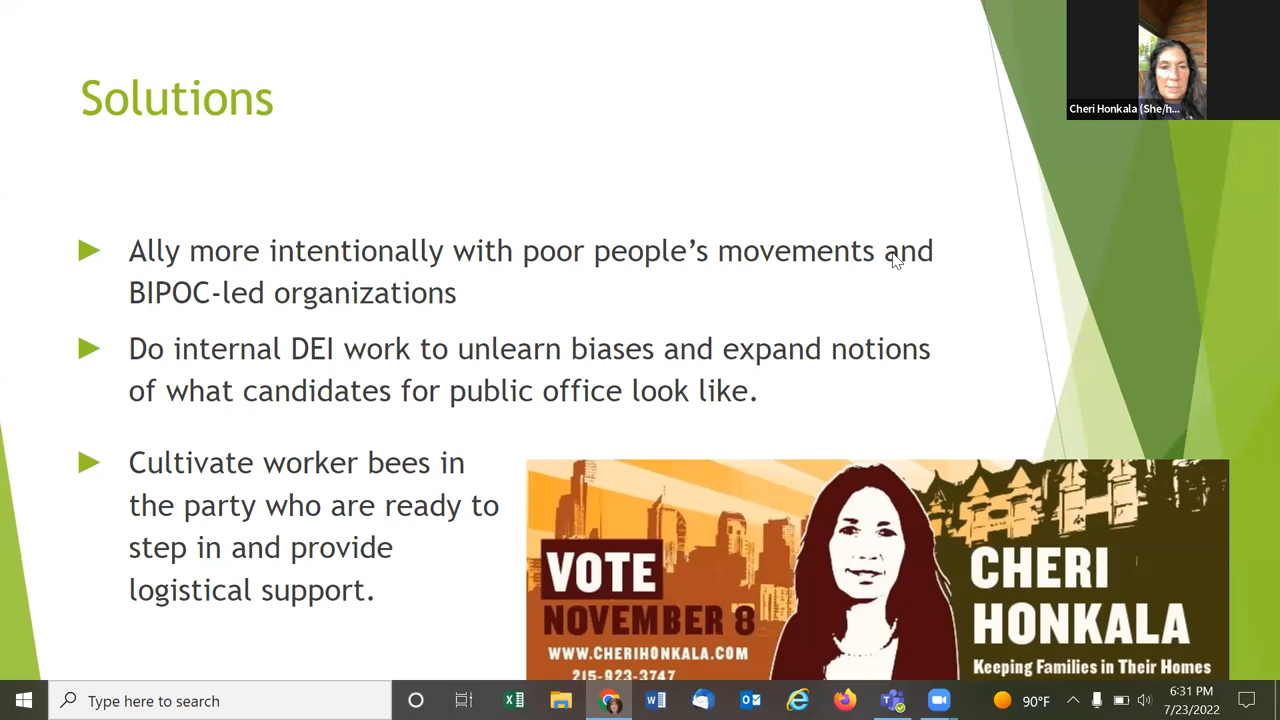 Cheri Honkala (She/h...
Solutions
Ally more intentionally with poor people’s movements and
BIPOC-led organizations
Do internal DEI work to unlearn biases and expand notions
of what candidates for public office look like.
Cultivate worker bees in
the party who are ready to
step in and provide
logistical support.
VOTE
NOVEMBER 8
WWW.CHERIHONKALA.COM
215-923-3747
CHERI
HONKALA
Keeping Families in Their Homes
Type here to search
90°F
6:31 PM
7/23/2022